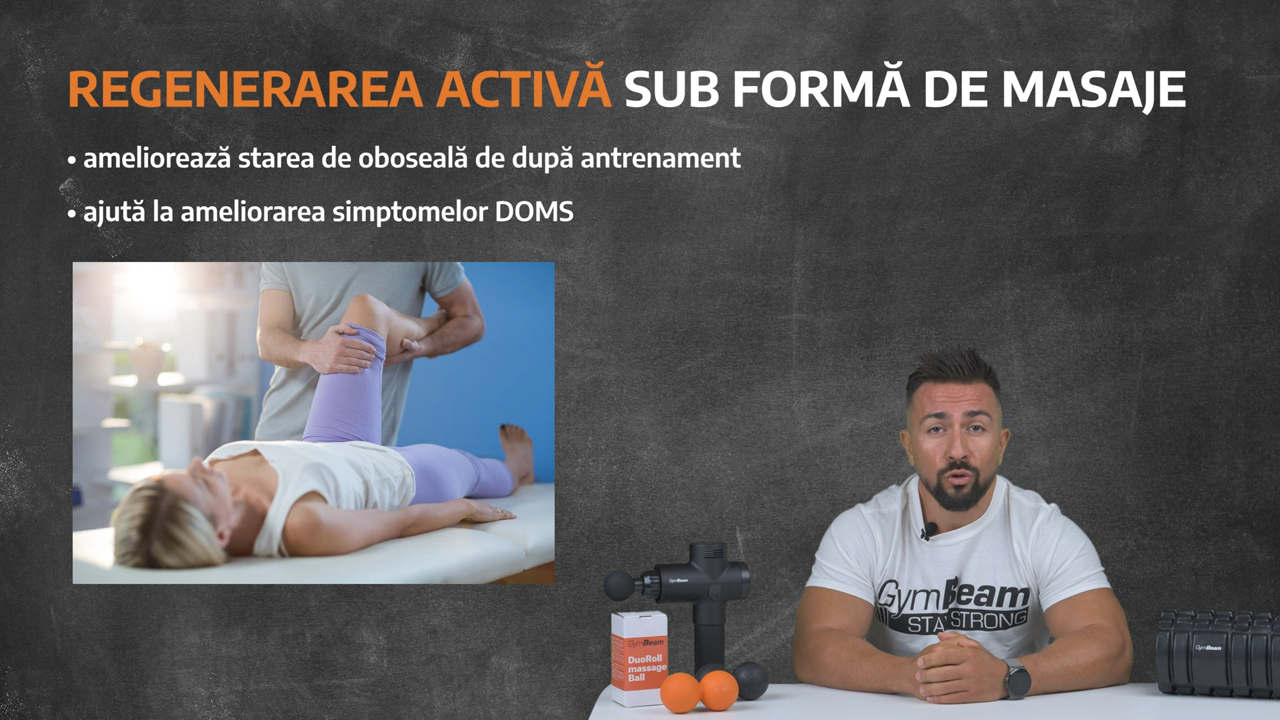 REGENERAREA ACTIVĂ SUB FORMĂ DE MASAJE
• ameliorează starea de oboseală de după antrenament
• ajută la ameliorarea simptomelor DOMS
GymBeam
GymBeam
DuoRoll
massage
Ball
GymBeam
STAY STRONG
GymBeam